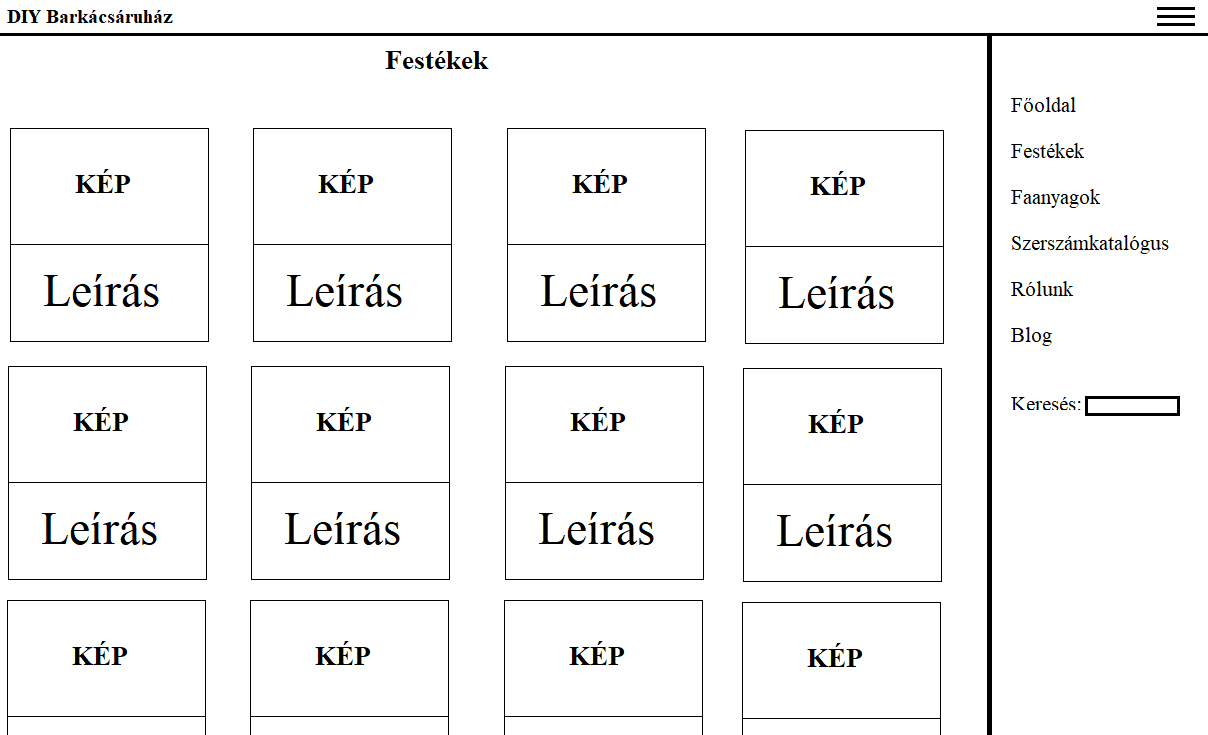 DIY Barkácsáruház
Festékek
KÉP KÉP KÉP KÉP
Leírás Leírás Leírás Leírás
KÉP KÉP KÉP KÉP
Leírás Leírás Leírás Leírás
KÉP KÉP KÉP KÉP
Főoldal
Festékek
Faanyagok
Szerszámkatalógus
Rólunk
Blog
Keresés: